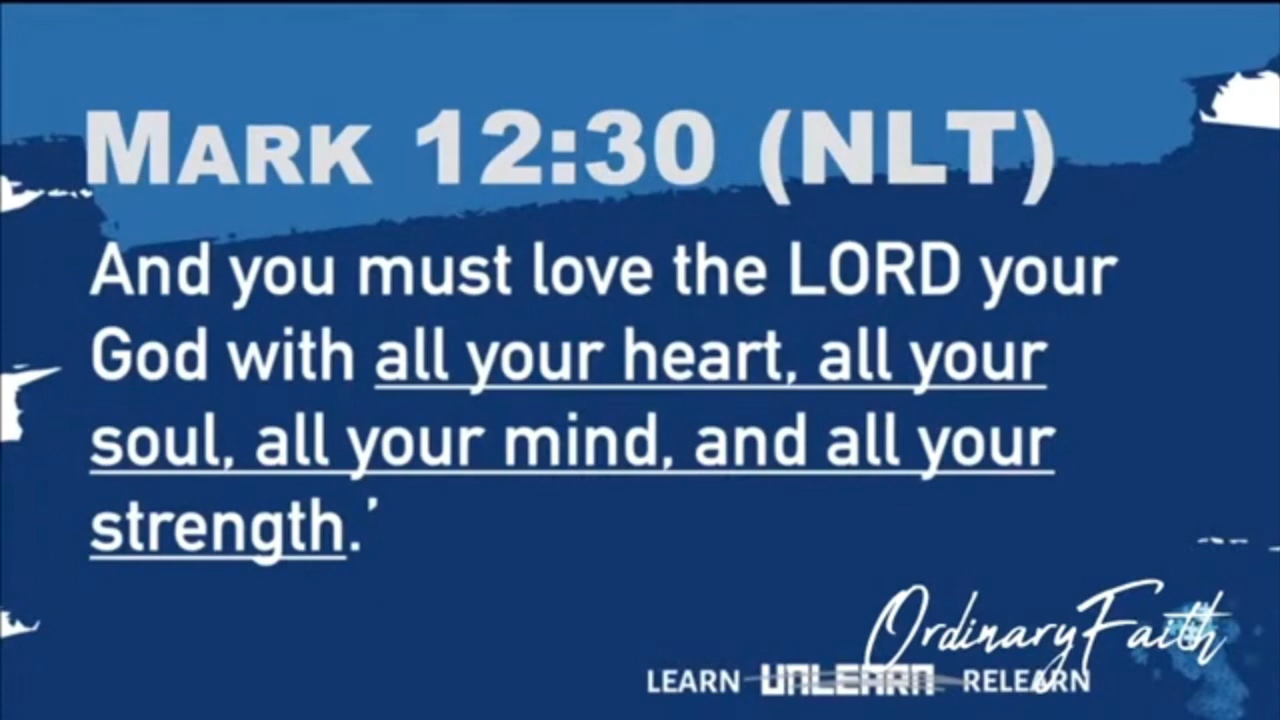 MARK 12:30 (NLT)
And you must love the LORD your
God with all your heart, all your
soul, all your mind, and all your
strength.’
OrdinaryFaith
LEARN UNLEARN RELEARN